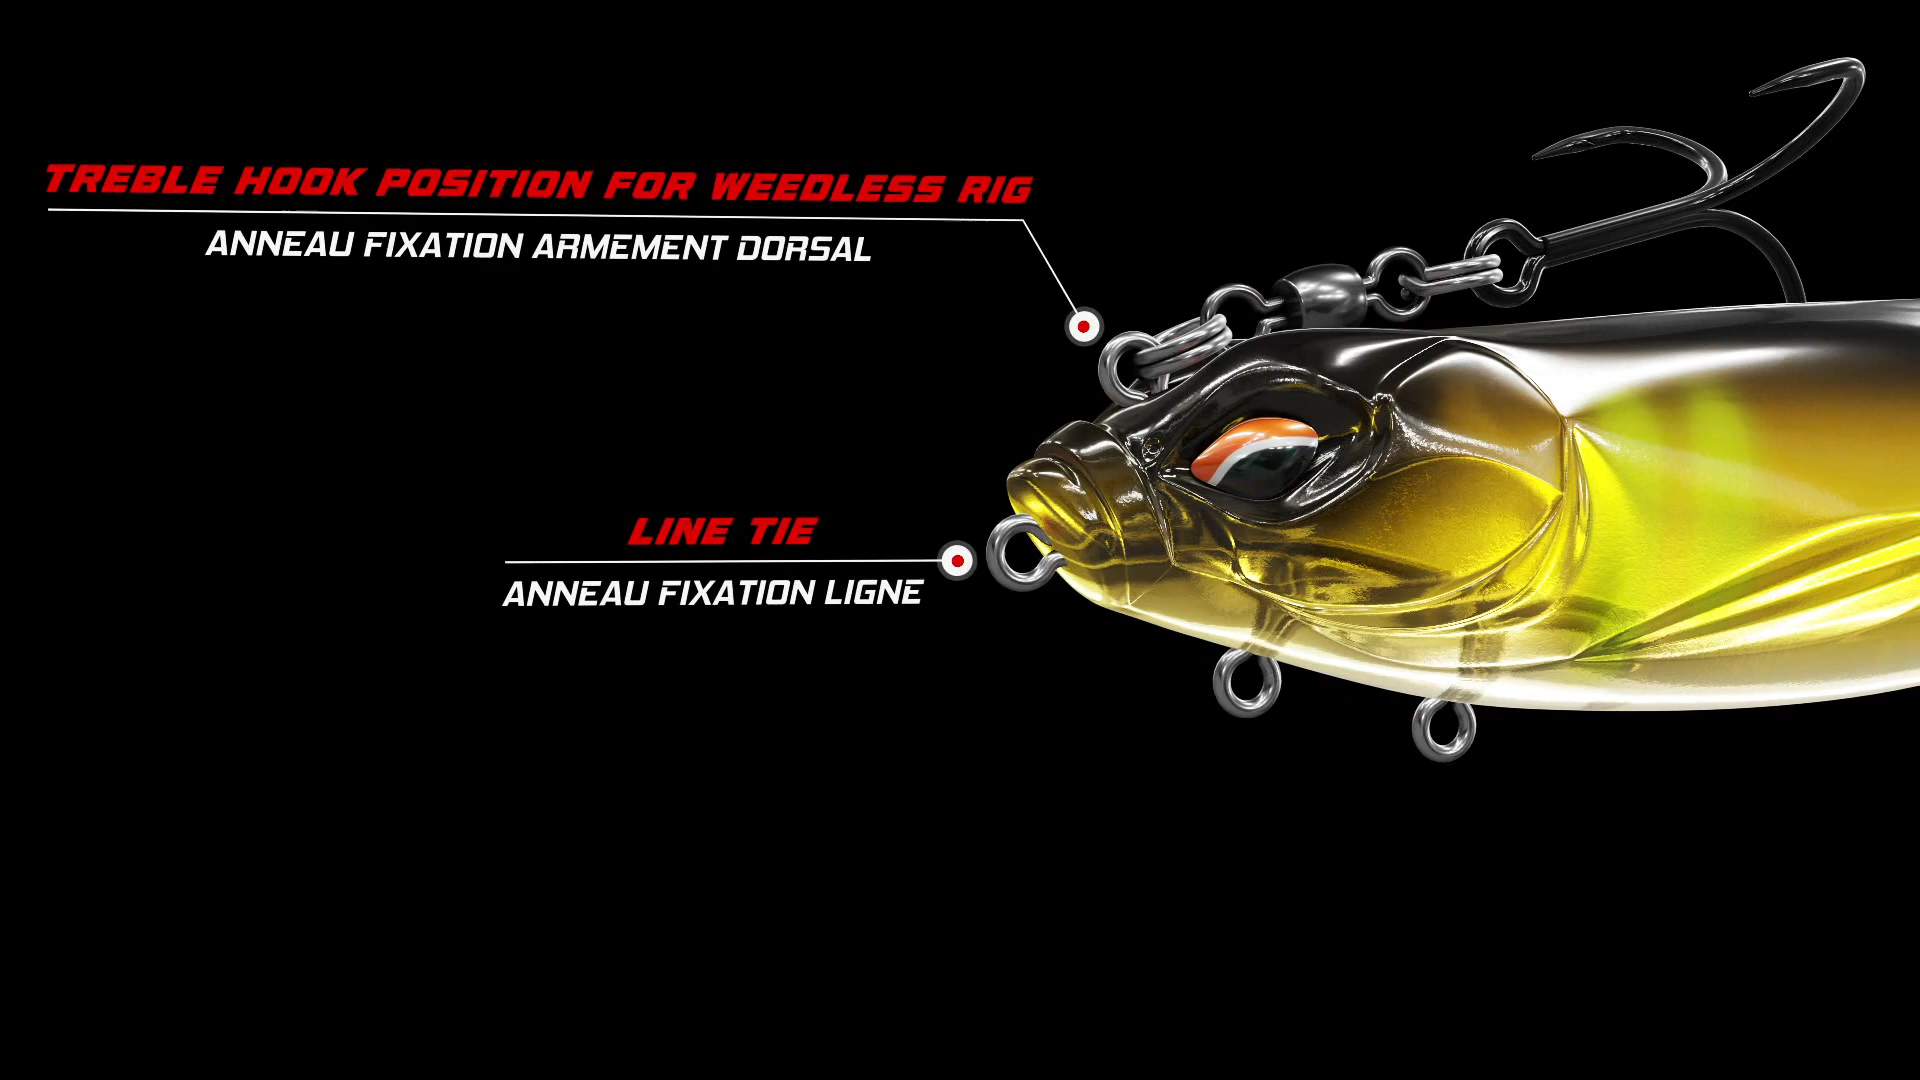 TREBLE HOOK POSITION FOR WEEDLESS RIG
ANNEAU FIXATION ARMEMENT DORSAL
LINE TIE
ANNEAU FIXATION LIGNE